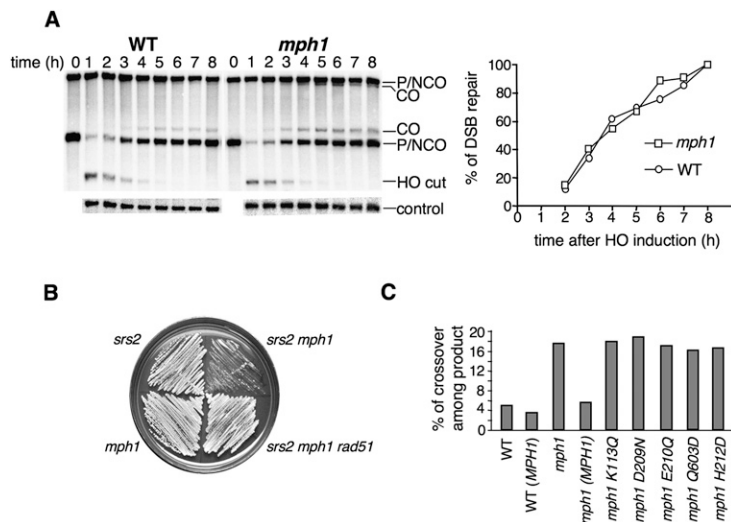 A
WT
mph1
time (h) 0 1 2 3 4 5 6 7 8 0 1 2 3 4 5 6 7 8
P/NCO
CO
CO
P/NCO
HO cut
control
% of DSB repair
100
80
60
40
20
0
0 1 2 3 4 5 6 7 8
time after HO induction (h)
mph1
WT
B
srs2
srs2 mph1
mph1
srs2 mph1 rad51
C
% of crossover
among product
20
16
12
8
4
0
WT
WT (MPH1)
mph1
mph1 (MPH1)
mph1 K113Q
mph1 D209N
mph1 E210Q
mph1 Q603D
mph1 H212D